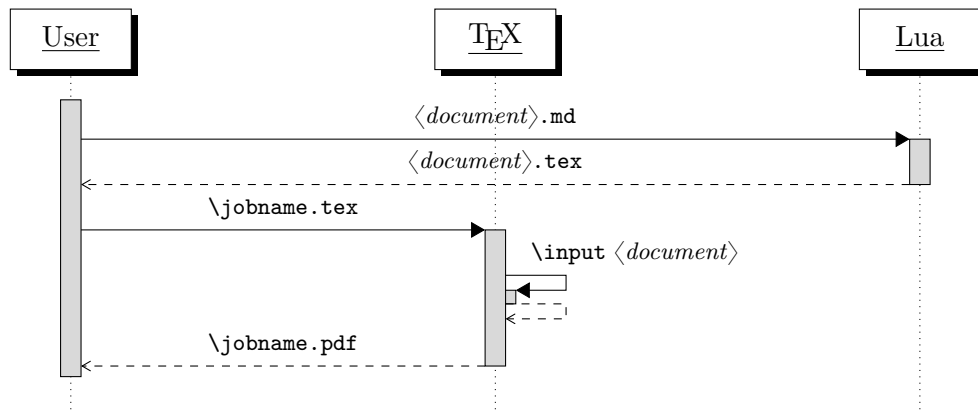 User TEX Lua
⟨document⟩.md
⟨document⟩.tex
\jobname.tex
\input ⟨document⟩
\jobname.pdf